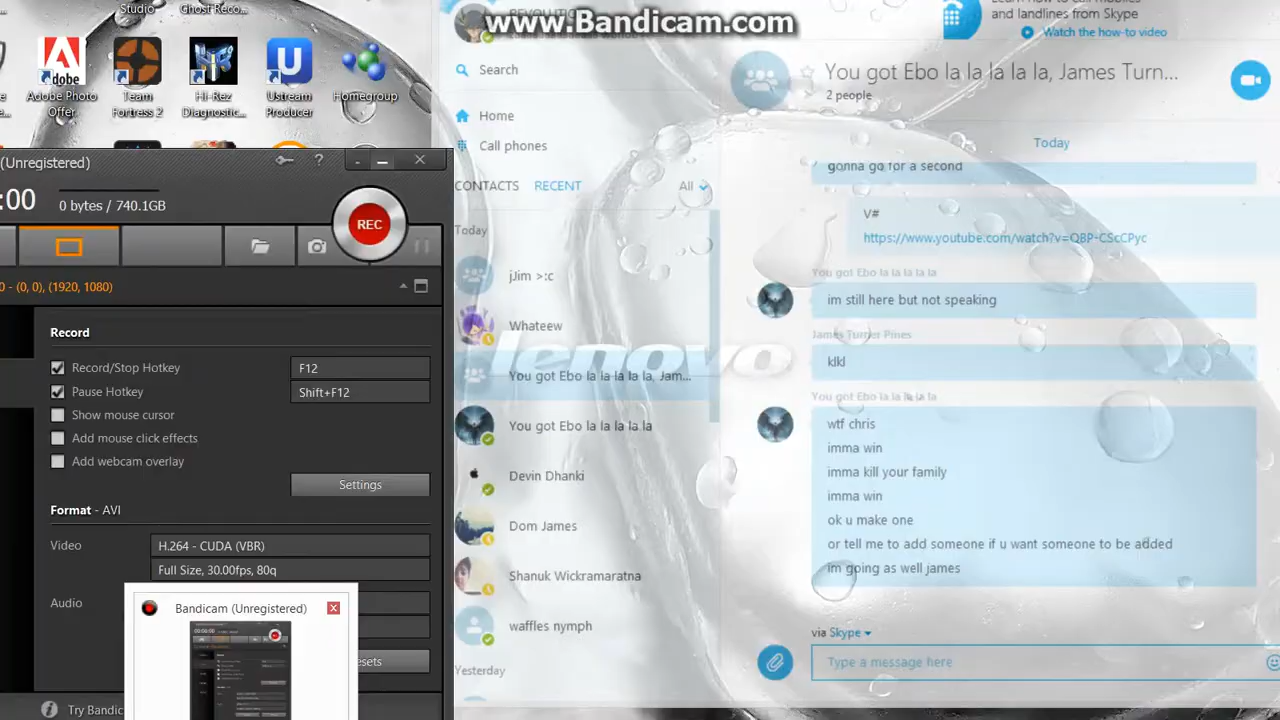 Studio
Ghost Reco...
Adobe Photo
Offer
Team
Fortress 2
Hi-Rez
Diagnostic...
Ustream
Producer
Homegroup
www.Bandicam.com
(Unregistered)
:00
0 bytes / 740.1GB
REC
0 - (0, 0), (1920, 1080)
Record
Record/Stop Hotkey
F12
Pause Hotkey
Shift+F12
Show mouse cursor
Add mouse click effects
Add webcam overlay
Settings
Format - AVI
Video
H.264 - CUDA (VBR)
Full Size, 30.00fps, 80q
Audio
Bandicam (Unregistered)
esets
Try Bandic
Search
Home
Call phones
CONTACTS
RECENT
All
Today
jJim >:c
Whateew
lenovo
You got Ebo la la la la la, Jam...
You got Ebo la la la la la
Devin Dhanki
Dom James
Shanuk Wickramaratna
waffles nymph
Yesterday
and landlines from Skype
Watch the how-to video
You got Ebo la la la la la, James Turn...
2 people
Today
gonna go for a second
V#
https://www.youtube.com/watch?v=Q8P-CScCPyc
You got Ebo la la la la la
im still here but not speaking
James Turner Pines
klkl
You got Ebo la la la la la
wtf chris
imma win
imma kill your family
imma win
ok u make one
or tell me to add someone if u want someone to be added
im going as well james
via Skype
Type a message here